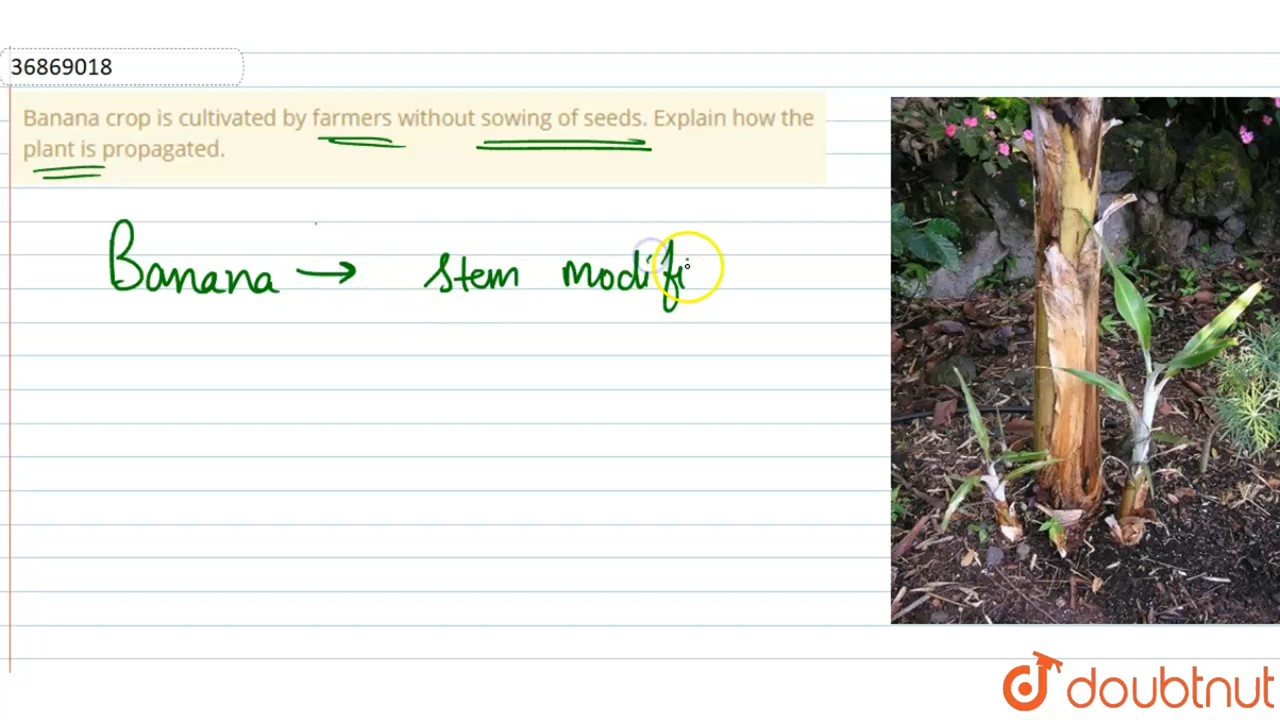 36869018
Banana crop is cultivated by farmers without sowing of seeds. Explain how the
plant is propagated.
Banana → stem modifi
doubtnut